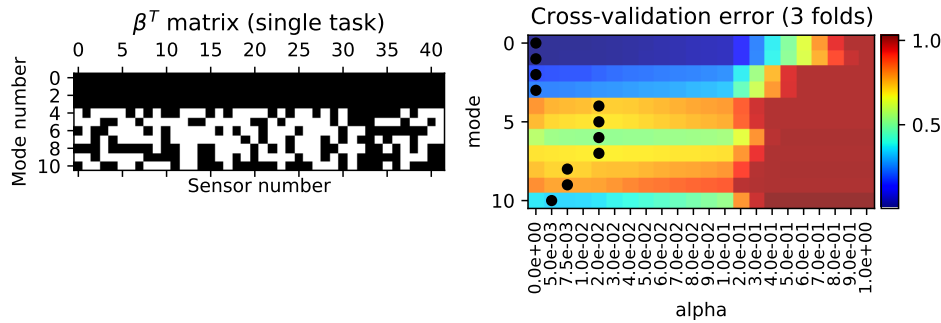 β^T matrix (single task)
0 5 10 15 20 25 30 35 40
Mode number
0
2
4
6
8
10
Sensor number
Cross-validation error (3 folds)
mode
0
5
10
0.0e+00
5.0e-03
7.5e-03
1.0e-02
2.0e-02
3.0e-02
4.0e-02
5.0e-02
6.0e-02
7.0e-02
8.0e-02
9.0e-02
1.0e-01
2.0e-01
3.0e-01
4.0e-01
5.0e-01
6.0e-01
7.0e-01
8.0e-01
9.0e-01
1.0e+00
alpha
1.0
0.5